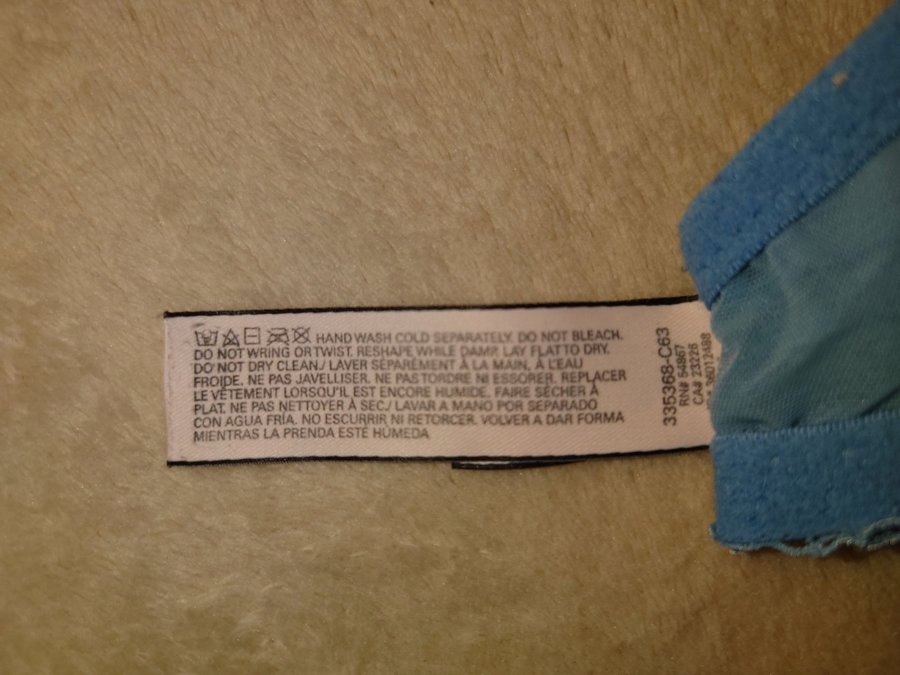 HAND WASH COLD SEPARATELY. DO NOT BLEACH.
DO NOT WRING OR TWIST. RESHAPE WHILE DAMP. LAY FLAT TO DRY.
DO NOT DRY CLEAN./ LAVER SÉPARÉMENT À LA MAIN, À L'EAU
FROIDE. NE PAS JAVELLISER. NE PAS TORDRE NI ESSORER. REPLACER
LE VÊTEMENT LORSQU'IL EST ENCORE HUMIDE. FAIRE SÉCHER À
PLAT. NE PAS NETTOYER À SEC./ LAVAR A MANO POR SEPARADO
CON AGUA FRÍA. NO ESCURRIR NI RETORCER. VOLVER A DAR FORMA
MIENTRAS LA PRENDA ESTÉ HÚMEDA
335368-C63
RN# 54867
CA# 23226
36012488